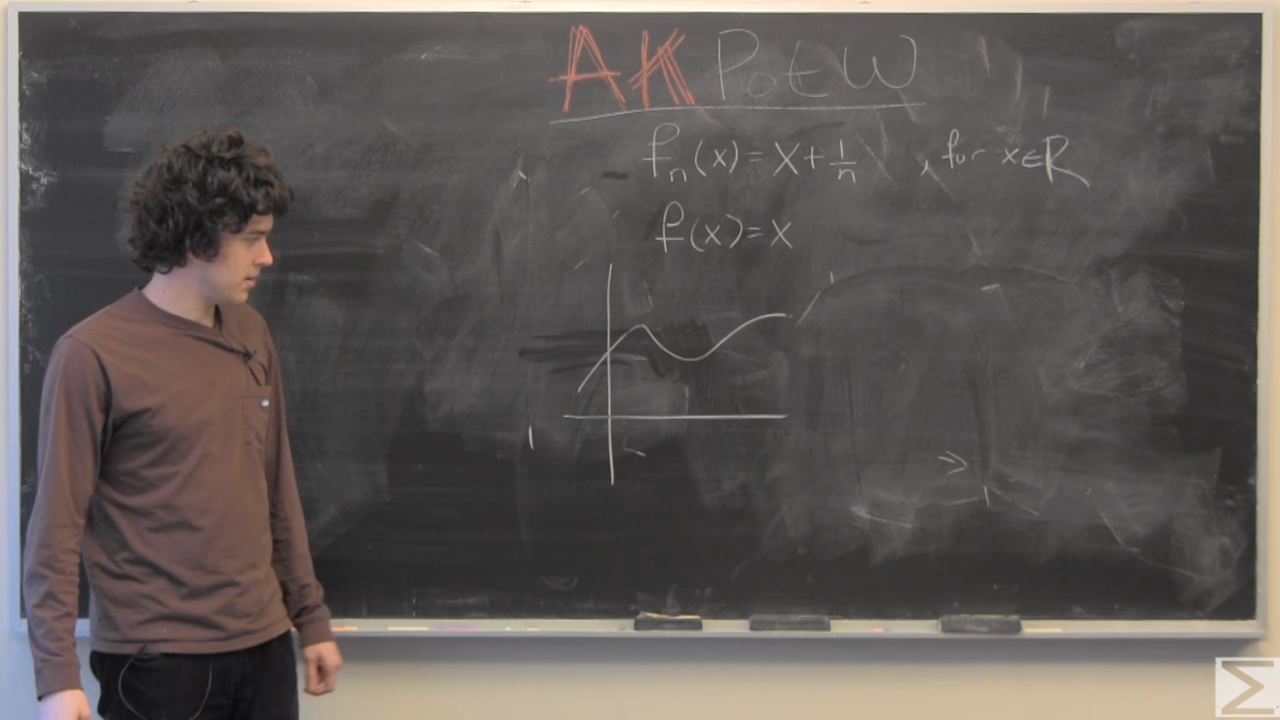 AK PotW
fₙ(x)=x+1/n , for x∈R
f(x)=x
Σ